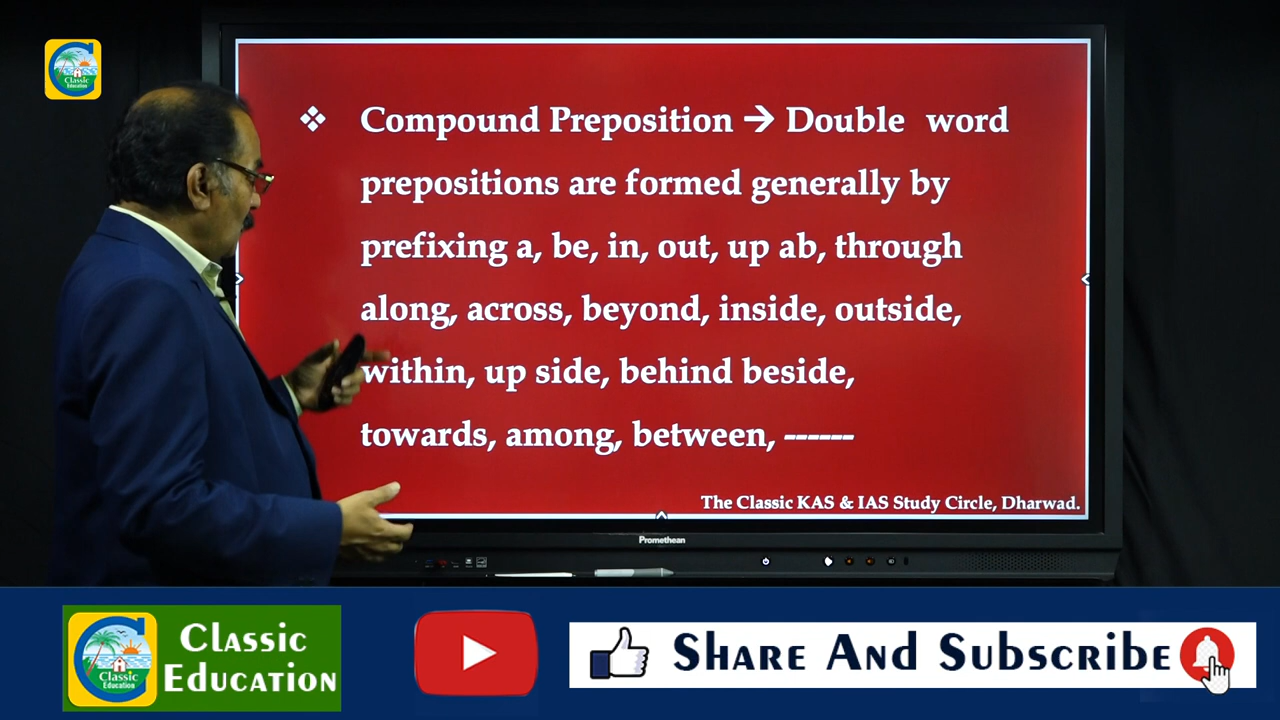 Classic
Education
❖ Compound Preposition → Double word
prepositions are formed generally by
prefixing a, be, in, out, up ab, through
along, across, beyond, inside, outside,
within, up side, behind beside,
towards, among, between, ------
The Classic KAS & IAS Study Circle, Dharwad.
Promethean
Classic
Education
Classic
Education
Share And Subscribe